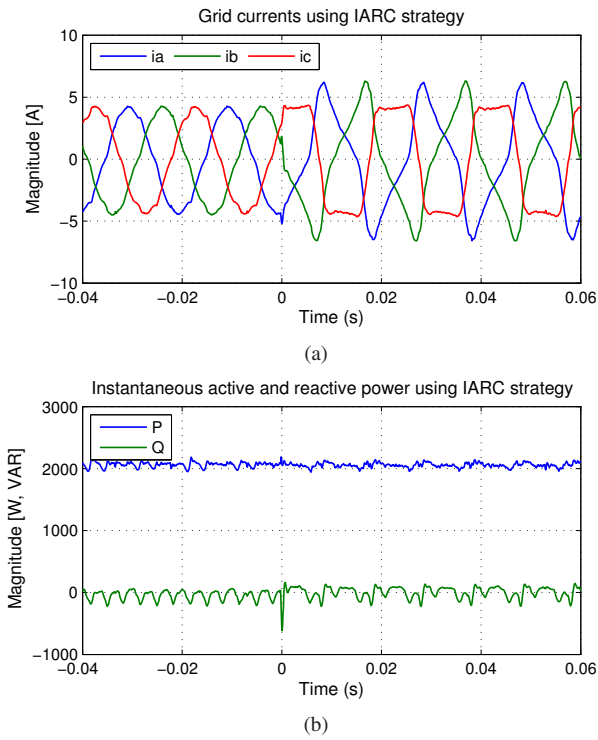 Grid currents using IARC strategy
ia ib ic
Magnitude [A]
10
5
0
−5
−10
−0.04 −0.02 0 0.02 0.04 0.06
Time (s)
(a)
Instantaneous active and reactive power using IARC strategy
P
Q
Magnitude [W, VAR]
3000
2000
1000
0
−1000
−0.04 −0.02 0 0.02 0.04 0.06
Time (s)
(b)